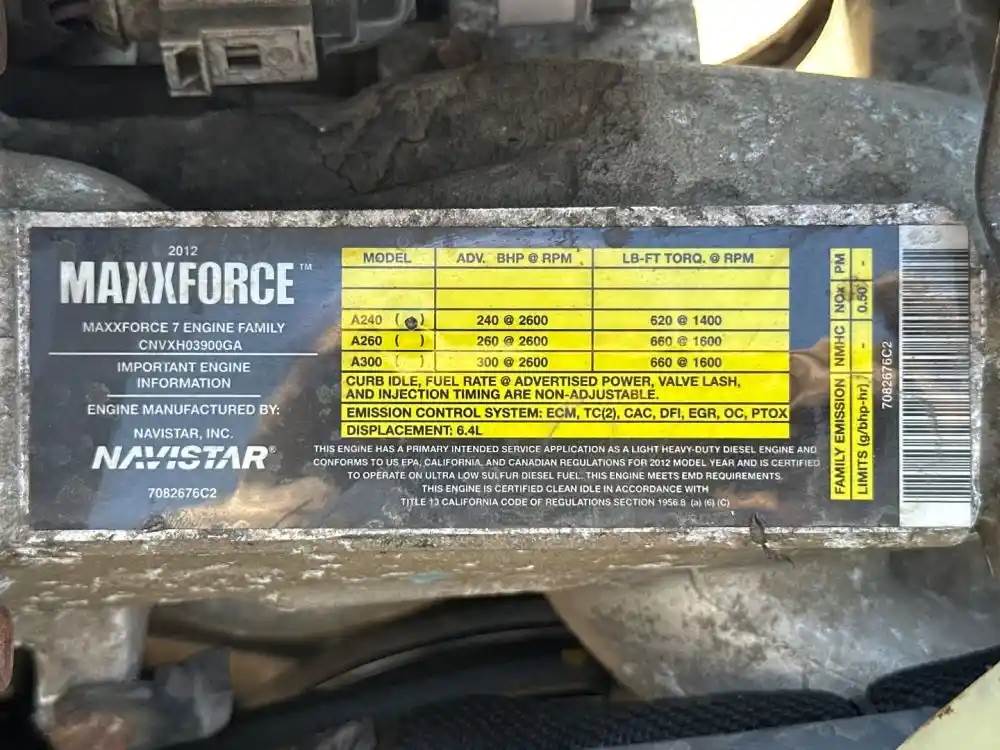 2012
MAXXFORCE™
MAXXFORCE 7 ENGINE FAMILY
CNVXH03900GA
IMPORTANT ENGINE
INFORMATION
ENGINE MANUFACTURED BY:
NAVISTAR, INC.
NAVISTAR®
7082676C2
MODEL ADV. BHP @ RPM LB-FT TORQ. @ RPM
A240 ( ) 240 @ 2600 620 @ 1400
A260 ( ) 260 @ 2600 660 @ 1600
A300 ( ) 300 @ 2600 660 @ 1600
CURB IDLE, FUEL RATE @ ADVERTISED POWER, VALVE LASH,
AND INJECTION TIMING ARE NON-ADJUSTABLE.
EMISSION CONTROL SYSTEM: ECM, TC(2), CAC, DFI, EGR, OC, PTOX
DISPLACEMENT: 6.4L
THIS ENGINE HAS A PRIMARY INTENDED SERVICE APPLICATION AS A LIGHT HEAVY-DUTY DIESEL ENGINE AND
CONFORMS TO US EPA, CALIFORNIA, AND CANADIAN REGULATIONS FOR 2012 MODEL YEAR AND IS CERTIFIED
TO OPERATE ON ULTRA LOW SULFUR DIESEL FUEL. THIS ENGINE MEETS EMD REQUIREMENTS.
THIS ENGINE IS CERTIFIED CLEAN IDLE IN ACCORDANCE WITH
TITLE 13 CALIFORNIA CODE OF REGULATIONS SECTION 1956.8 (a) (6) (C)
FAMILY EMISSION NMHC NOx PM
LIMITS (g/bhp-hr) - 0.50 -
7082676C2